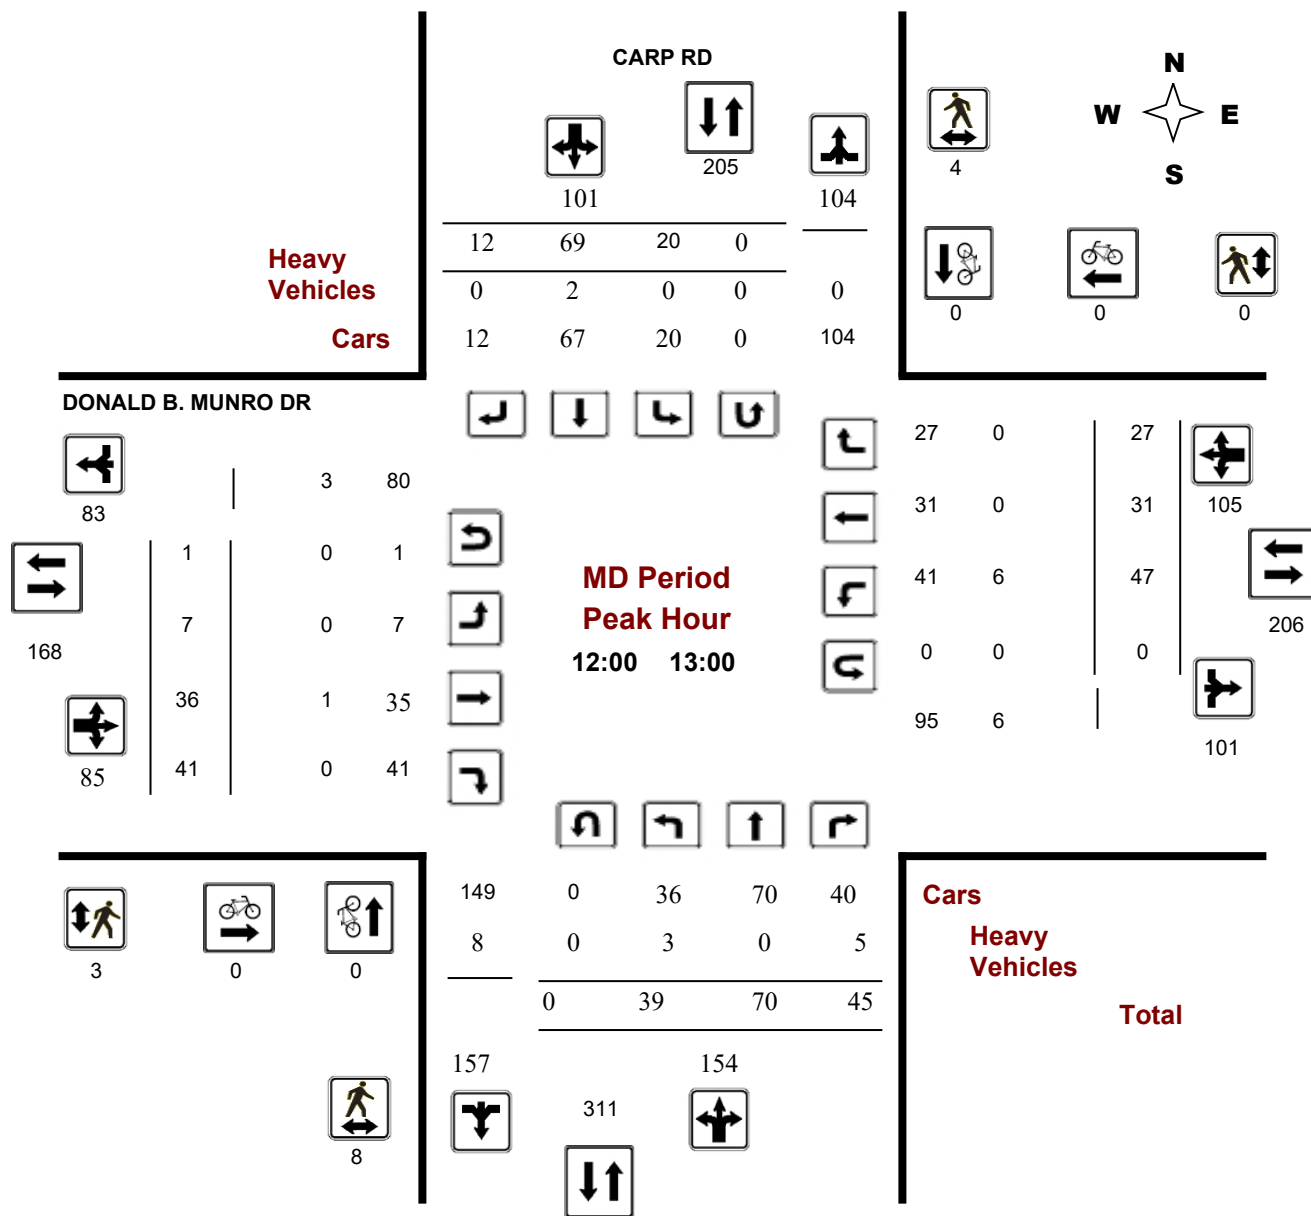 CARP RD
N
W E
S
205
4
101 104
12 69 20 0
Heavy
Vehicles
0 2 0 0 0
Cars
12 67 20 0 104
0 0 0
DONALD B. MUNRO DR
83
3 80
1 0 1
7 0 7
168
36 1 35
85
41 0 41
MD Period
Peak Hour
12:00 13:00
27 0 27
31 0 31
105
41 6 47
206
0 0 0
95 6
101
149 0 36 70 40
Cars
8 0 3 0 5
Heavy
Vehicles
3 0 0
0 39 70 45
Total
157 154
311
8